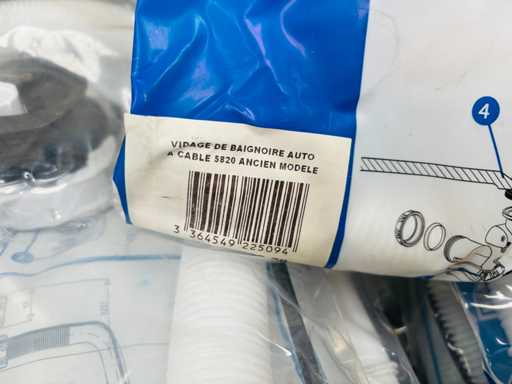 4
VIDAGE DE BAIGNOIRE AUTO
A CABLE 5820 ANCIEN MODELE
3 364549 225094